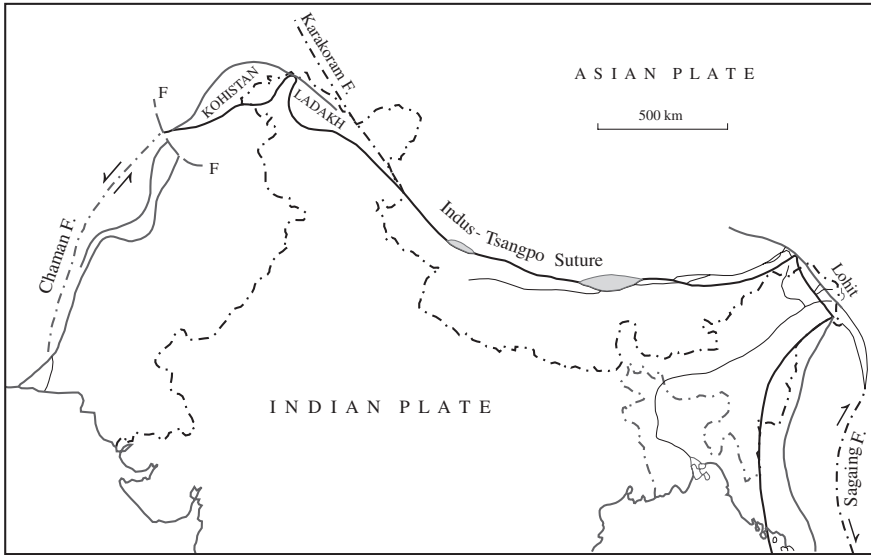 Karakoram F.
ASIAN PLATE
F
KOHISTAN
LADAKH
500 km
F
Chaman F.
Indus - Tsangpo Suture
Lohit
INDIAN PLATE
Sagaing F.